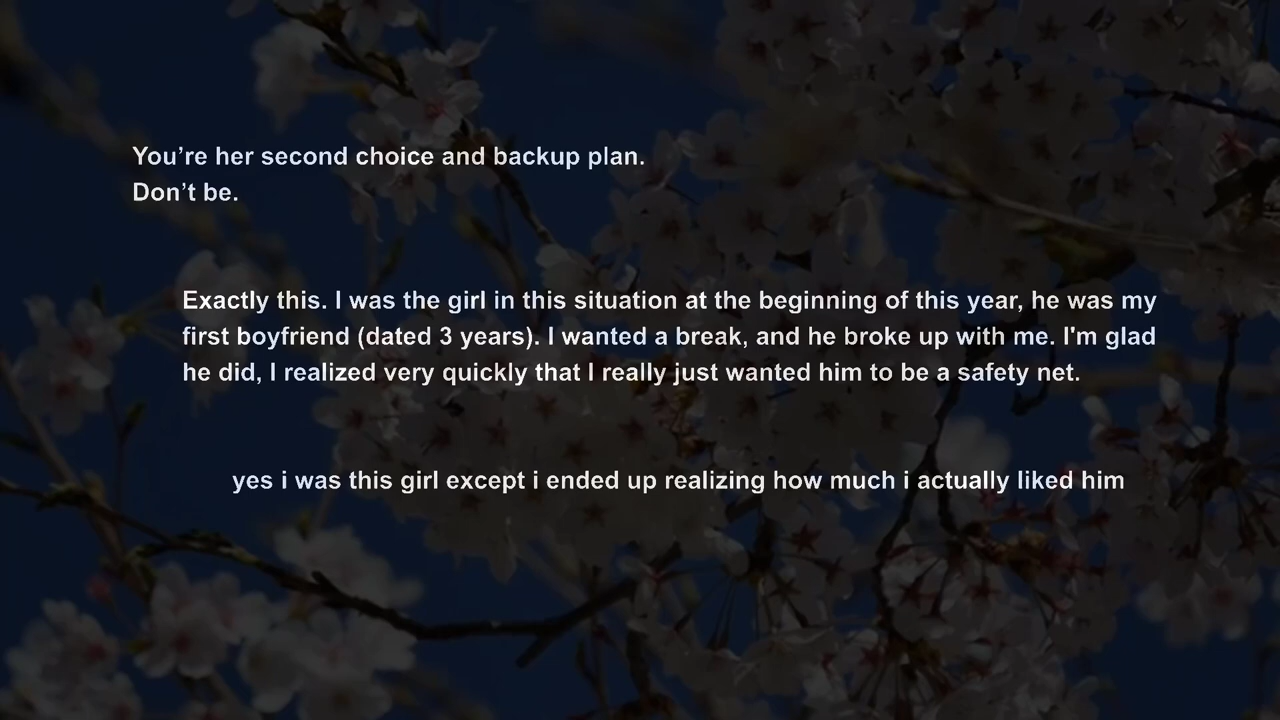 You’re her second choice and backup plan.
Don’t be.
Exactly this. I was the girl in this situation at the beginning of this year, he was my
first boyfriend (dated 3 years). I wanted a break, and he broke up with me. I'm glad
he did, I realized very quickly that I really just wanted him to be a safety net.
yes i was this girl except i ended up realizing how much i actually liked him